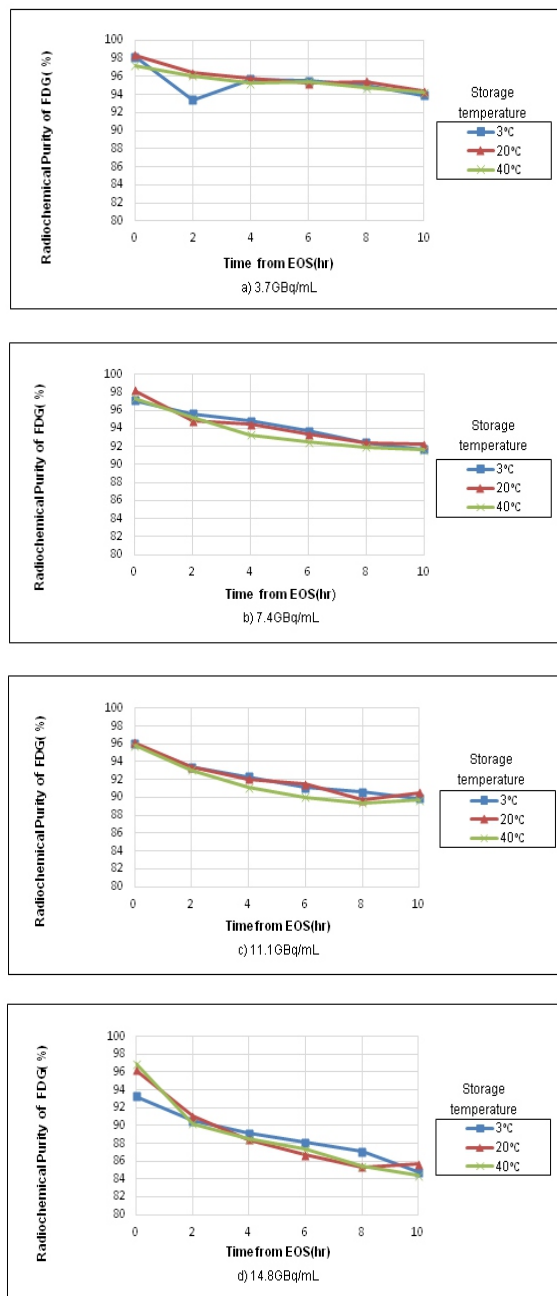 Radiochemical Purity of FDG( %)
98
100
96
94
92
90
88
86
84
82
80
0 2 4 6 8 10
Time from EOS(hr)
a) 3.7GBq/mL
Storage
temperature
3°C
20°C
40°C
Radiochemical Purity of FDG( %)
100
98
96
94
92
90
88
86
84
82
80
0 2 4 6 8 10
Time from EOS(hr)
b) 7.4GBq/mL
Storage
temperature
3°C
20°C
40°C
Radiochemical Purity of FDG( %)
100
98
96
94
92
90
88
86
84
82
80
0 2 4 6 8 10
Time from EOS(hr)
c) 11.1GBq/mL
Storage
temperature
3°C
20°C
40°C
Radiochemical Purity of FDG( %)
100
98
96
94
92
90
88
86
84
82
80
0 2 4 6 8 10
Time from EOS(hr)
d) 14.8GBq/mL
Storage
temperature
3°C
20°C
40°C